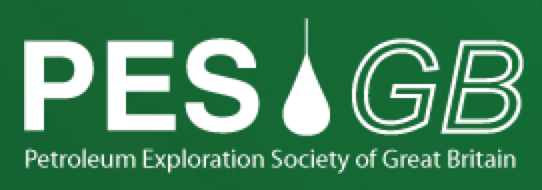 PES GB
Petroleum Exploration Society of Great Britain